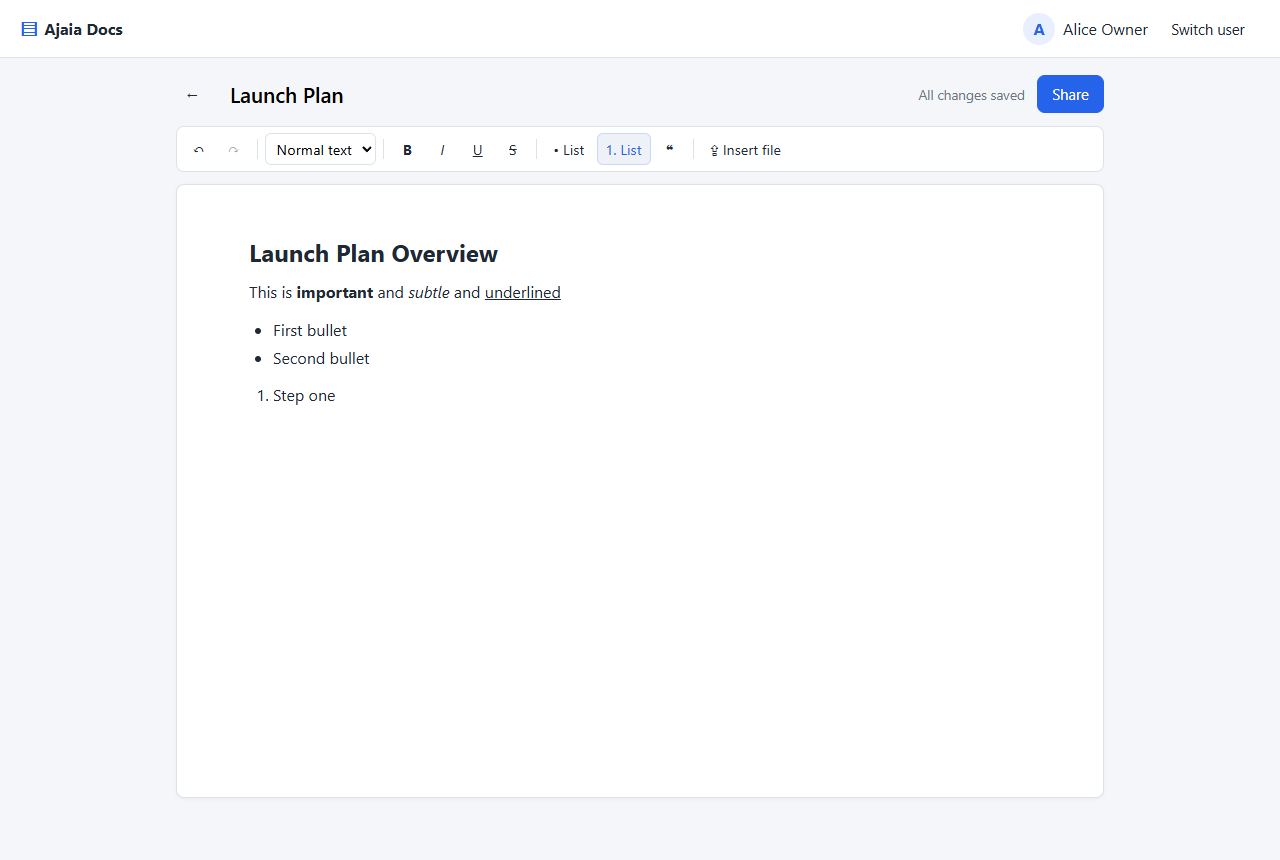 Ajaia Docs
A Alice Owner Switch user
← Launch Plan
All changes saved Share
Normal text B I U S • List 1. List ❝ ⇪ Insert file
Launch Plan Overview
This is important and subtle and underlined
• First bullet
• Second bullet
1. Step one